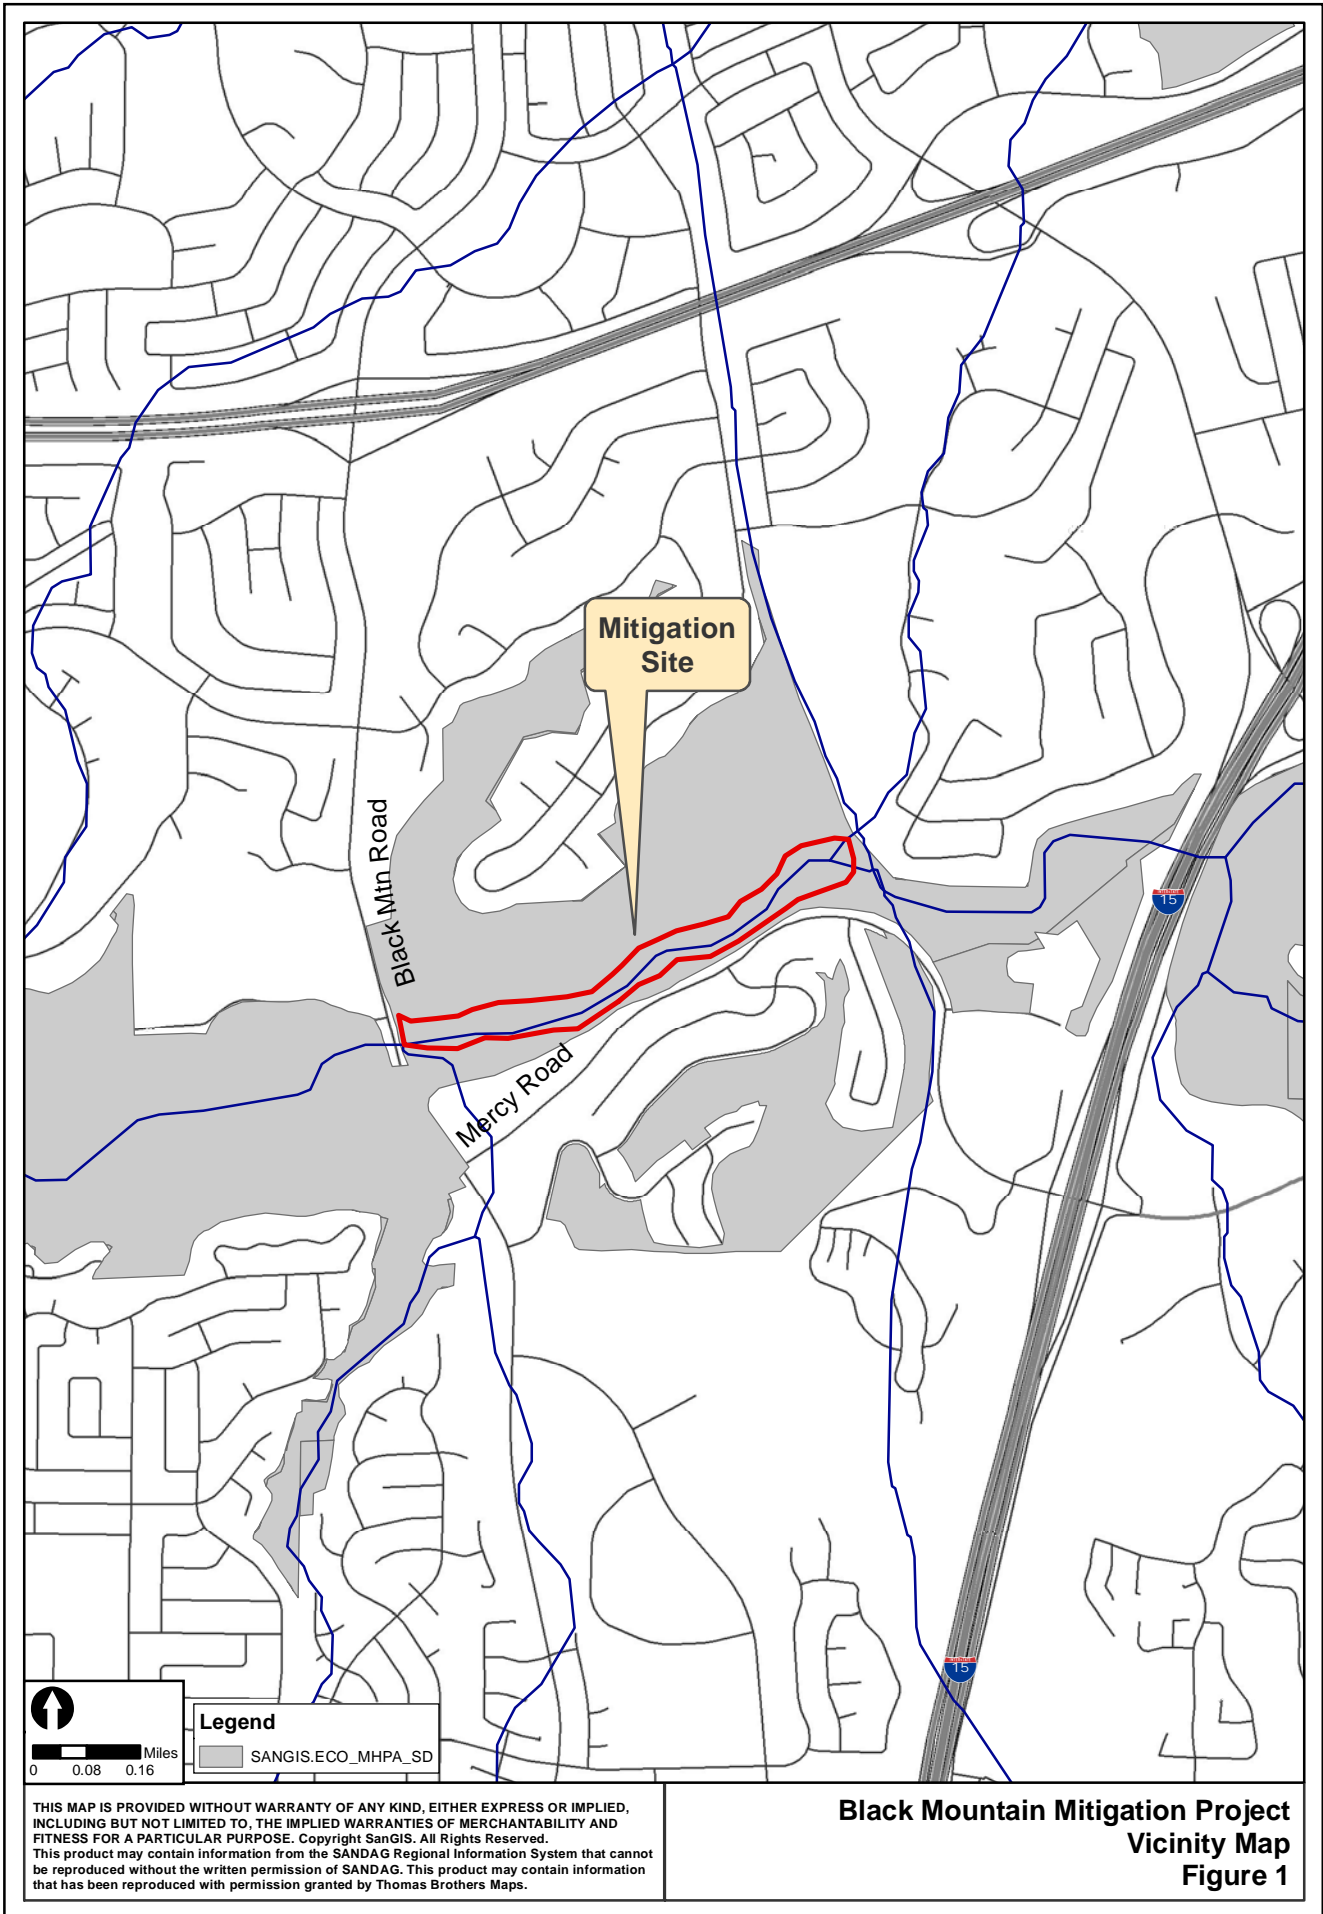 Mitigation
Site
Black Mtn Road
Mercy Road
INTERSTATE
15
INTERSTATE
15
Miles
0 0.08 0.16
Legend
SANGIS.ECO_MHPA_SD
THIS MAP IS PROVIDED WITHOUT WARRANTY OF ANY KIND, EITHER EXPRESS OR IMPLIED,
INCLUDING BUT NOT LIMITED TO, THE IMPLIED WARRANTIES OF MERCHANTABILITY AND
FITNESS FOR A PARTICULAR PURPOSE. Copyright SanGIS. All Rights Reserved.
This product may contain information from the SANDAG Regional Information System that cannot
be reproduced without the written permission of SANDAG. This product may contain information
that has been reproduced with permission granted by Thomas Brothers Maps.
Black Mountain Mitigation Project
Vicinity Map
Figure 1